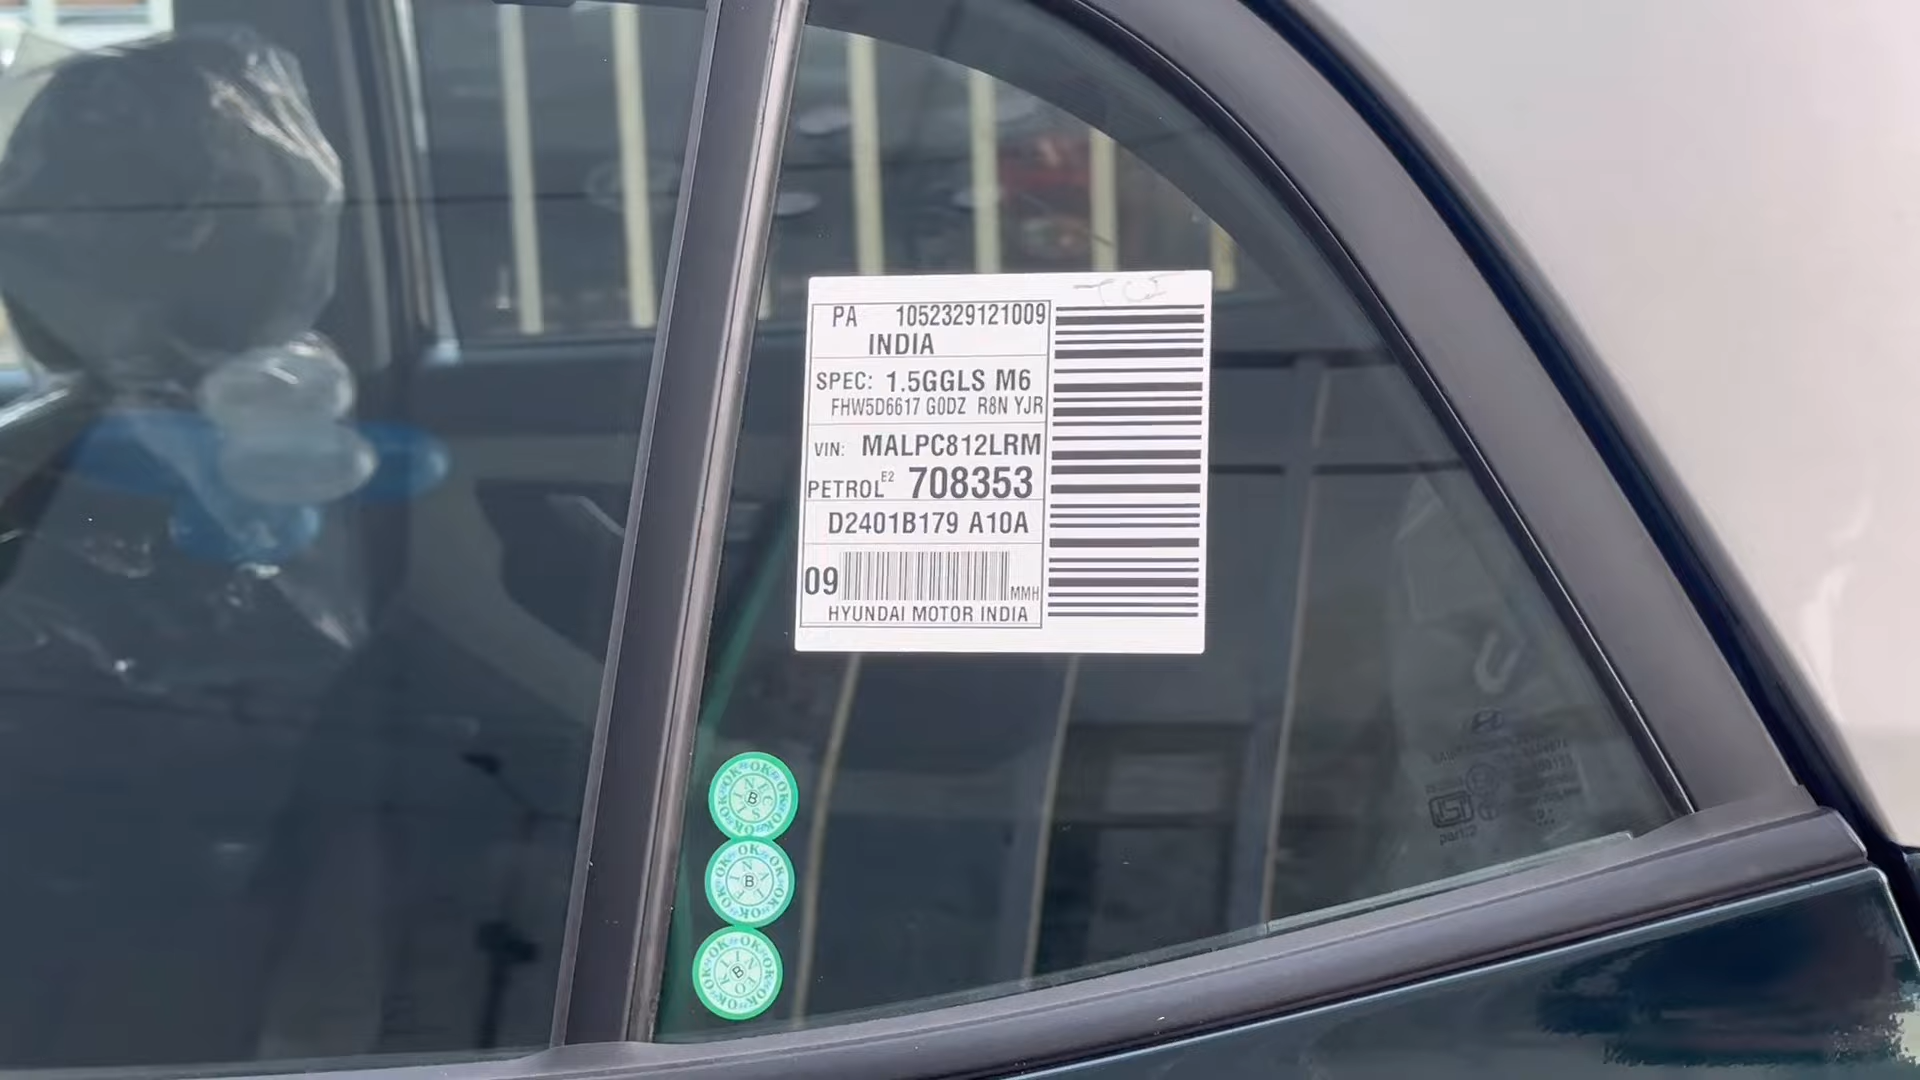 PA 1052329121009
INDIA
SPEC: 1.5GGLS M6
FHW5D6617 G0DZ R8N YJR
VIN: MALPC812LRM
PETROL E2 708353
D2401B179 A10A
09
MMH
HYUNDAI MOTOR INDIA
B
B
B